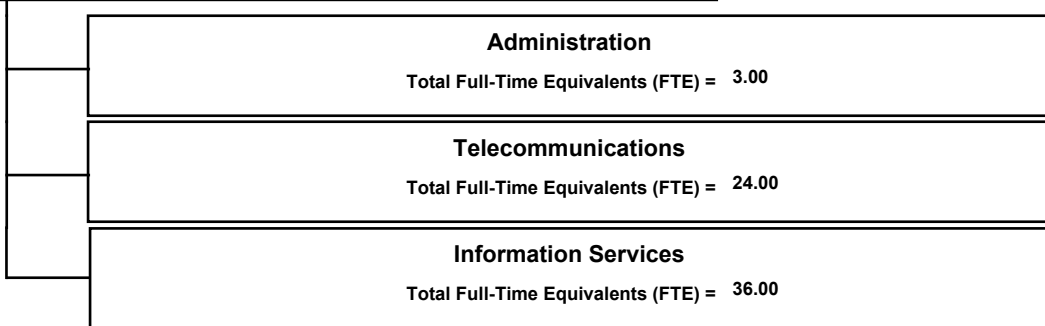 Administration
Total Full-Time Equivalents (FTE) = 3.00
Telecommunications
Total Full-Time Equivalents (FTE) = 24.00
Information Services
Total Full-Time Equivalents (FTE) = 36.00